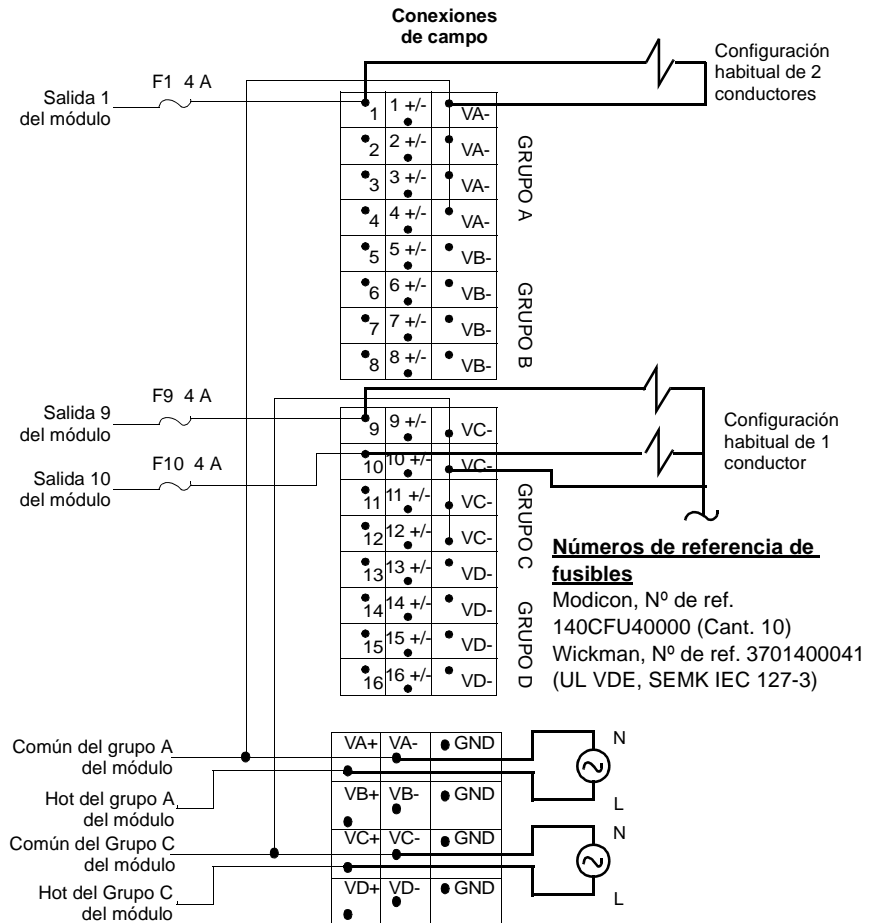 Conexiones
de campo
Configuración
habitual de 2
conductores
F1 4 A
Salida 1
del módulo
1 1 +/- VA-
2 2 +/- VA-
3 3 +/- VA-
4 4 +/- VA-
GRUPO A
5 5 +/- VB-
6 6 +/- VB-
7 7 +/- VB-
8 8 +/- VB-
GRUPO B
F9 4 A
Salida 9
del módulo
F10 4 A
Salida 10
del módulo
9 9 +/- VC-
10 10 +/- VC-
11 11 +/- VC-
12 12 +/- VC-
GRUPO C
13 13 +/- VD-
14 14 +/- VD-
15 15 +/- VD-
16 16 +/- VD-
GRUPO D
Configuración
habitual de 1
conductor
Números de referencia de
fusibles
Modicon, Nº de ref.
140CFU40000 (Cant. 10)
Wickman, Nº de ref. 3701400041
(UL VDE, SEMK IEC 127-3)
Común del grupo A
del módulo
Hot del grupo A
del módulo
Común del Grupo C
del módulo
Hot del Grupo C
del módulo
VA+ VA- GND
VB+ VB- GND
VC+ VC- GND
VD+ VD- GND
N
L
N
L